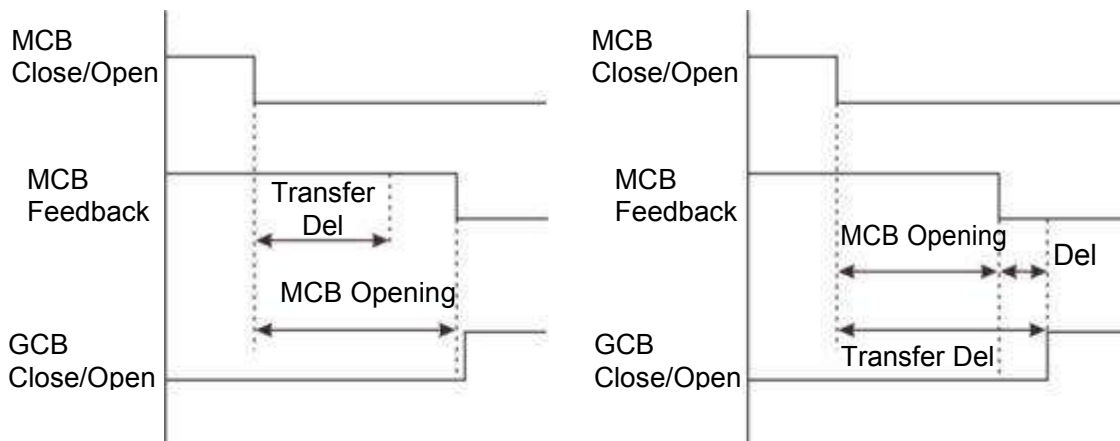 MCB
Close/Open
MCB
Feedback
Transfer
Del
MCB Opening
GCB
Close/Open
MCB
Close/Open
MCB
Feedback
MCB Opening
Del
GCB
Close/Open
Transfer Del